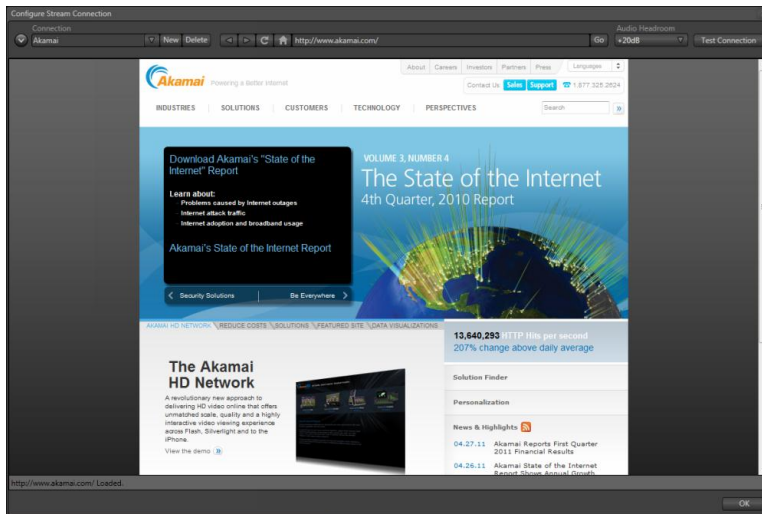 Configure Stream Connection
Connection
Audio Headroom
Akamai
New Delete
http://www.akamai.com/
Go
+20dB
Test Connection
About Careers Investors Partners Press Languages
Akamai Powering a Better Internet
Contact Us Sales Support 1.877.325.2624
INDUSTRIES SOLUTIONS CUSTOMERS TECHNOLOGY PERSPECTIVES
Search
Download Akamai's "State of the
Internet" Report
Learn about:
Problems caused by Internet outages
Internet attack traffic
Internet adoption and broadband usage
Akamai's State of the Internet Report
Security Solutions Be Everywhere
VOLUME 3, NUMBER 4
The State of the Internet
4th Quarter, 2010 Report
AKAMAI HD NETWORK \REDUCE COSTS \SOLUTIONS \FEATURED SITE \DATA VISUALIZATIONS
The Akamai
HD Network
A revolutionary new approach to
delivering HD video online that offers
unmatched scale, quality and a highly
interactive video viewing experience
across Flash, Silverlight and to the
iPhone.
View the demo
13,640,293 HTTP Hits per second
207% change above daily average
Solution Finder
Personalization
News & Highlights
04.27.11 Akamai Reports First Quarter
2011 Financial Results
04.26.11 Akamai State of the Internet
Report Shows Annual Growth
http://www.akamai.com/ Loaded.
OK